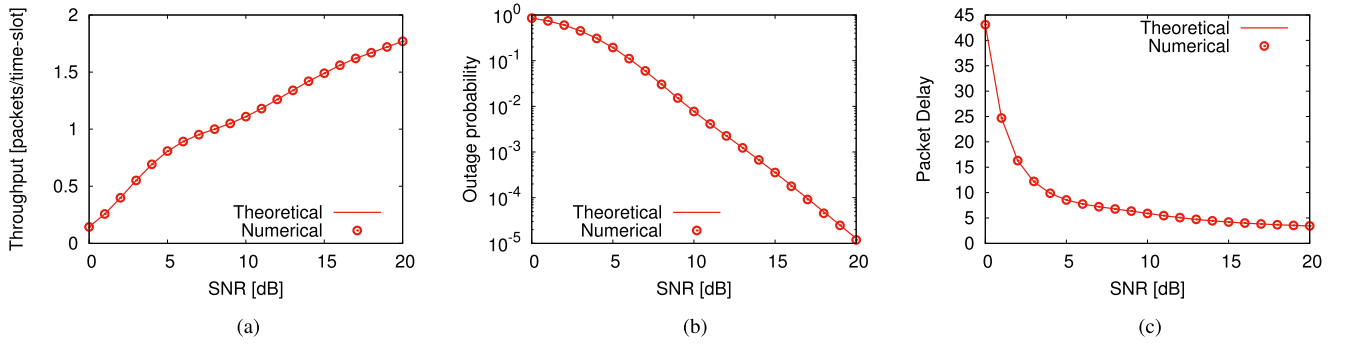 Throughput [packets/time-slot]
2
1.5
1
0.5
0
0 5 10 15 20
SNR [dB]
Theoretical
Numerical
(a)
Outage probability
10^0
10^-1
10^-2
10^-3
10^-4
10^-5
0 5 10 15 20
SNR [dB]
Theoretical
Numerical
(b)
Packet Delay
45
40
35
30
25
20
15
10
5
0
0 5 10 15 20
SNR [dB]
Theoretical
Numerical
(c)